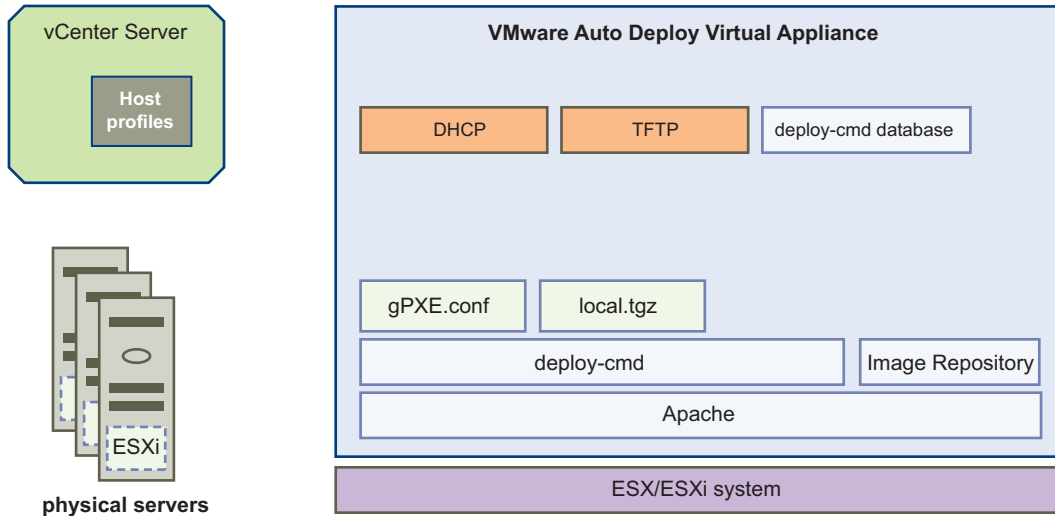 vCenter Server
Host
profiles
VMware Auto Deploy Virtual Appliance
DHCP
TFTP
deploy-cmd database
gPXE.conf
local.tgz
deploy-cmd
Image Repository
Apache
ESXi
physical servers
ESX/ESXi system